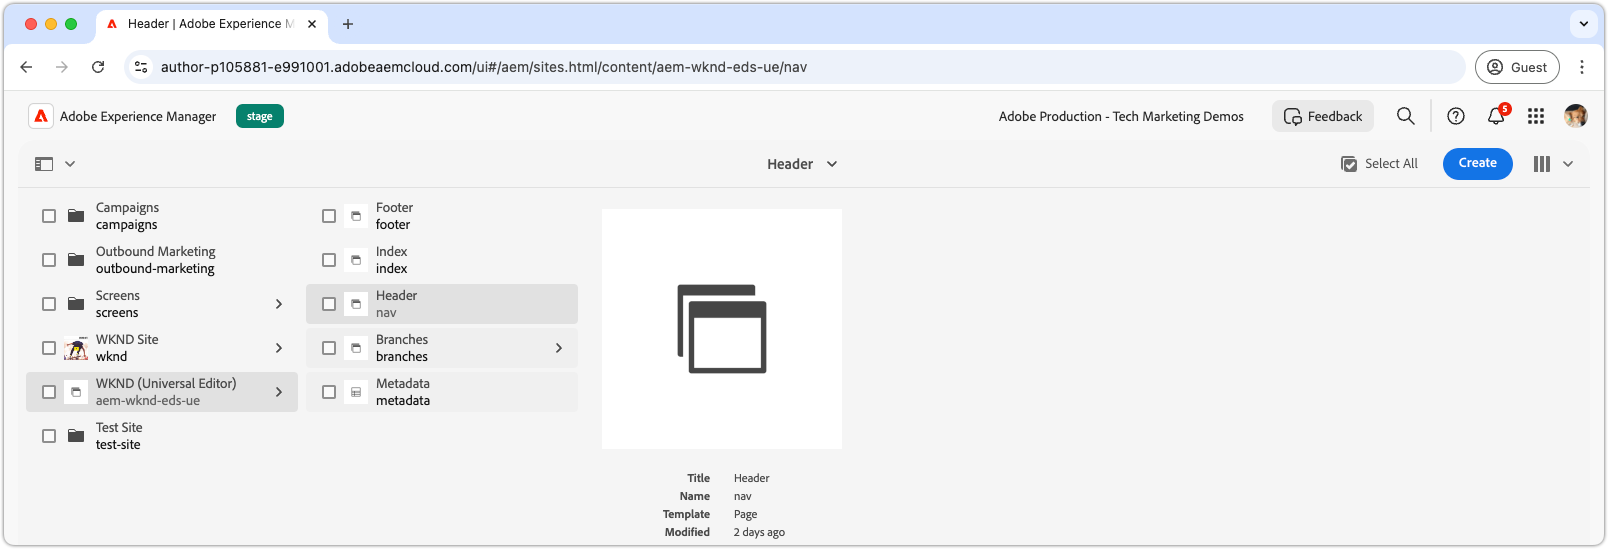 Header | Adobe Experience M
author-p105881-e991001.adobeaemcloud.com/ui#/aem/sites.html/content/aem-wknd-eds-ue/nav
Guest
Adobe Experience Manager
stage
Adobe Production - Tech Marketing Demos
Feedback
5
Header
Select All
Create
Campaigns
campaigns
Outbound Marketing
outbound-marketing
Screens
screens
WKND Site
wknd
WKND (Universal Editor)
aem-wknd-eds-ue
Test Site
test-site
Footer
footer
Index
index
Header
nav
Branches
branches
Metadata
metadata
Title Header
Name nav
Template Page
Modified 2 days ago